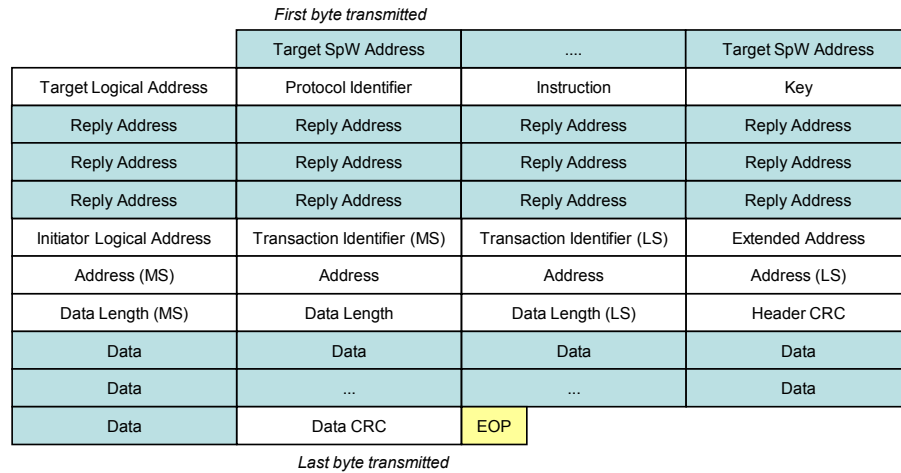 First byte transmitted
Target SpW Address .... Target SpW Address
Target Logical Address Protocol Identifier Instruction Key
Reply Address Reply Address Reply Address Reply Address
Reply Address Reply Address Reply Address Reply Address
Reply Address Reply Address Reply Address Reply Address
Initiator Logical Address Transaction Identifier (MS) Transaction Identifier (LS) Extended Address
Address (MS) Address Address Address (LS)
Data Length (MS) Data Length Data Length (LS) Header CRC
Data Data Data Data
Data ... ... Data
Data Data CRC EOP
Last byte transmitted